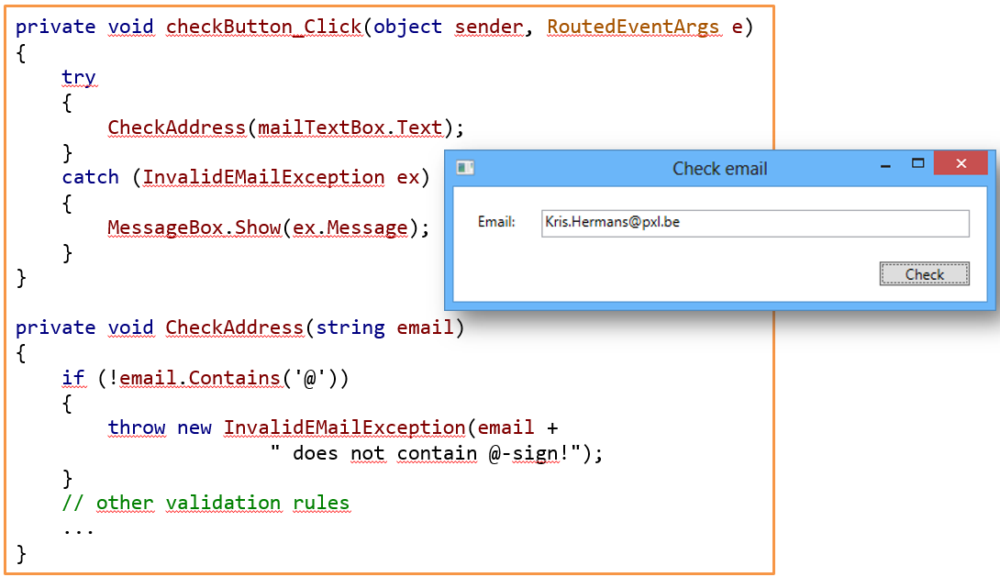 private void checkButton_Click(object sender, RoutedEventArgs e)
{
try
{
CheckAddress(mailTextBox.Text);
}
catch (InvalidEMailException ex)
{
MessageBox.Show(ex.Message);
}
}
Check email
Email:
Kris.Hermans@pxl.be
Check
private void CheckAddress(string email)
{
if (!email.Contains('@'))
{
throw new InvalidEMailException(email +
" does not contain @-sign!");
}
// other validation rules
...
}